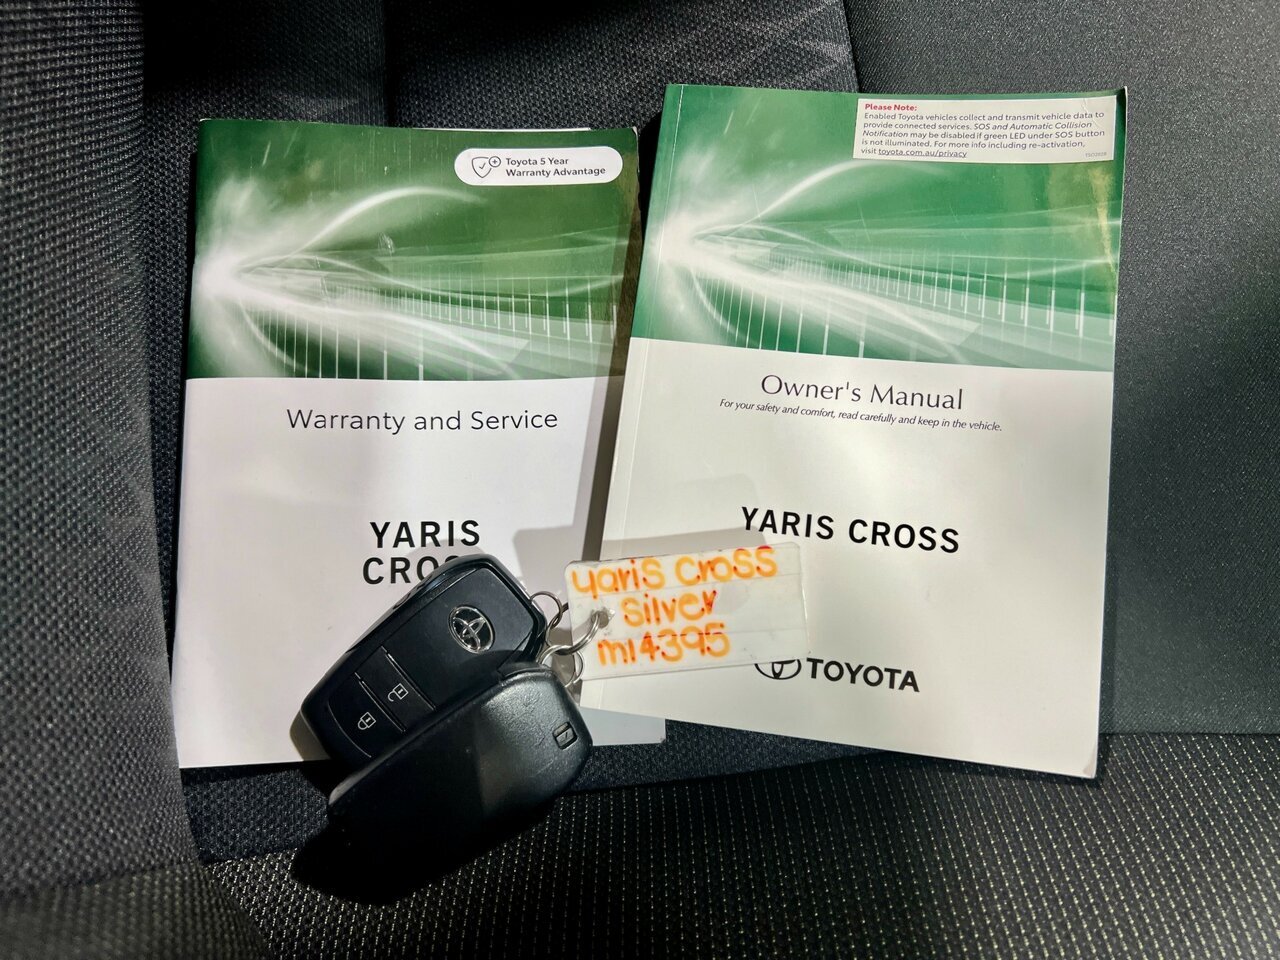 Toyota 5 Year
Warranty Advantage
Warranty and Service
YARIS
CROSS
Please Note:
Enabled Toyota vehicles collect and transmit vehicle data to
provide connected services. SOS and Automatic Collision
Notification may be disabled if green LED under SOS button
is not illuminated. For more info including re-activation,
visit toyota.com.au/privacy
Owner's Manual
For your safety and comfort, read carefully and keep in the vehicle.
YARIS CROSS
TOYOTA
yaris cross
silver
m14395